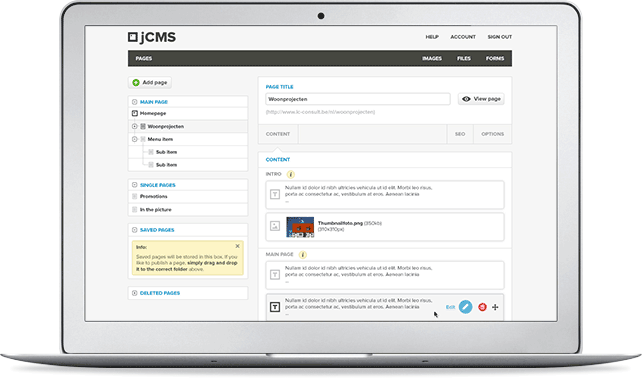 jCMS
HELP ACCOUNT SIGN OUT
PAGES IMAGES FILES FORMS
Add page
MAIN PAGE
Homepage
Woonprojecten
Menu item
Sub item
Sub item
SINGLE PAGES
Promotions
In the picture
SAVED PAGES
Info:
Saved pages will be stored in this box. If you
like to publish a page, simply drag and drop
it to the correct folder above.
DELETED PAGES
PAGE TITLE
Woonprojecten
View page
CONTENT SEO OPTIONS
CONTENT
INTRO i
T
Nullam id dolor id nibh ultricies vehicula ut id elit. Morbi leo risus,
porta ac consectetur ac, vestibulum at eros. Aenean lacinia
...
Thumbnailfoto.png (350kb)
(310x310px)
MAIN PAGE i
T
Nullam id dolor id nibh ultricies vehicula ut id elit. Morbi leo risus,
porta ac consectetur ac, vestibulum at eros. Aenean lacinia
...
T
Nullam id dolor id nibh ultricies vehicula ut id elit. Morbi leo risus,
porta ac consectetur ac, vestibulum at eros. Aenean lacinia
...
Edit